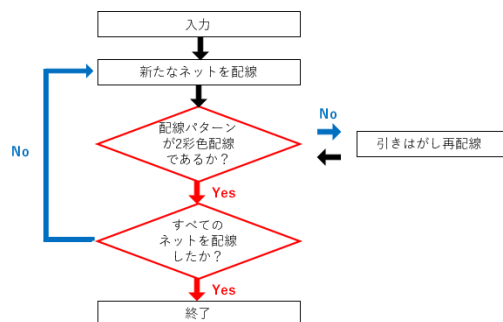 入力
新たなネットを配線
配線パターン
が2彩色配線
であるか？
No
引きはがし再配線
No
Yes
すべての
ネットを配線
したか？
Yes
終了